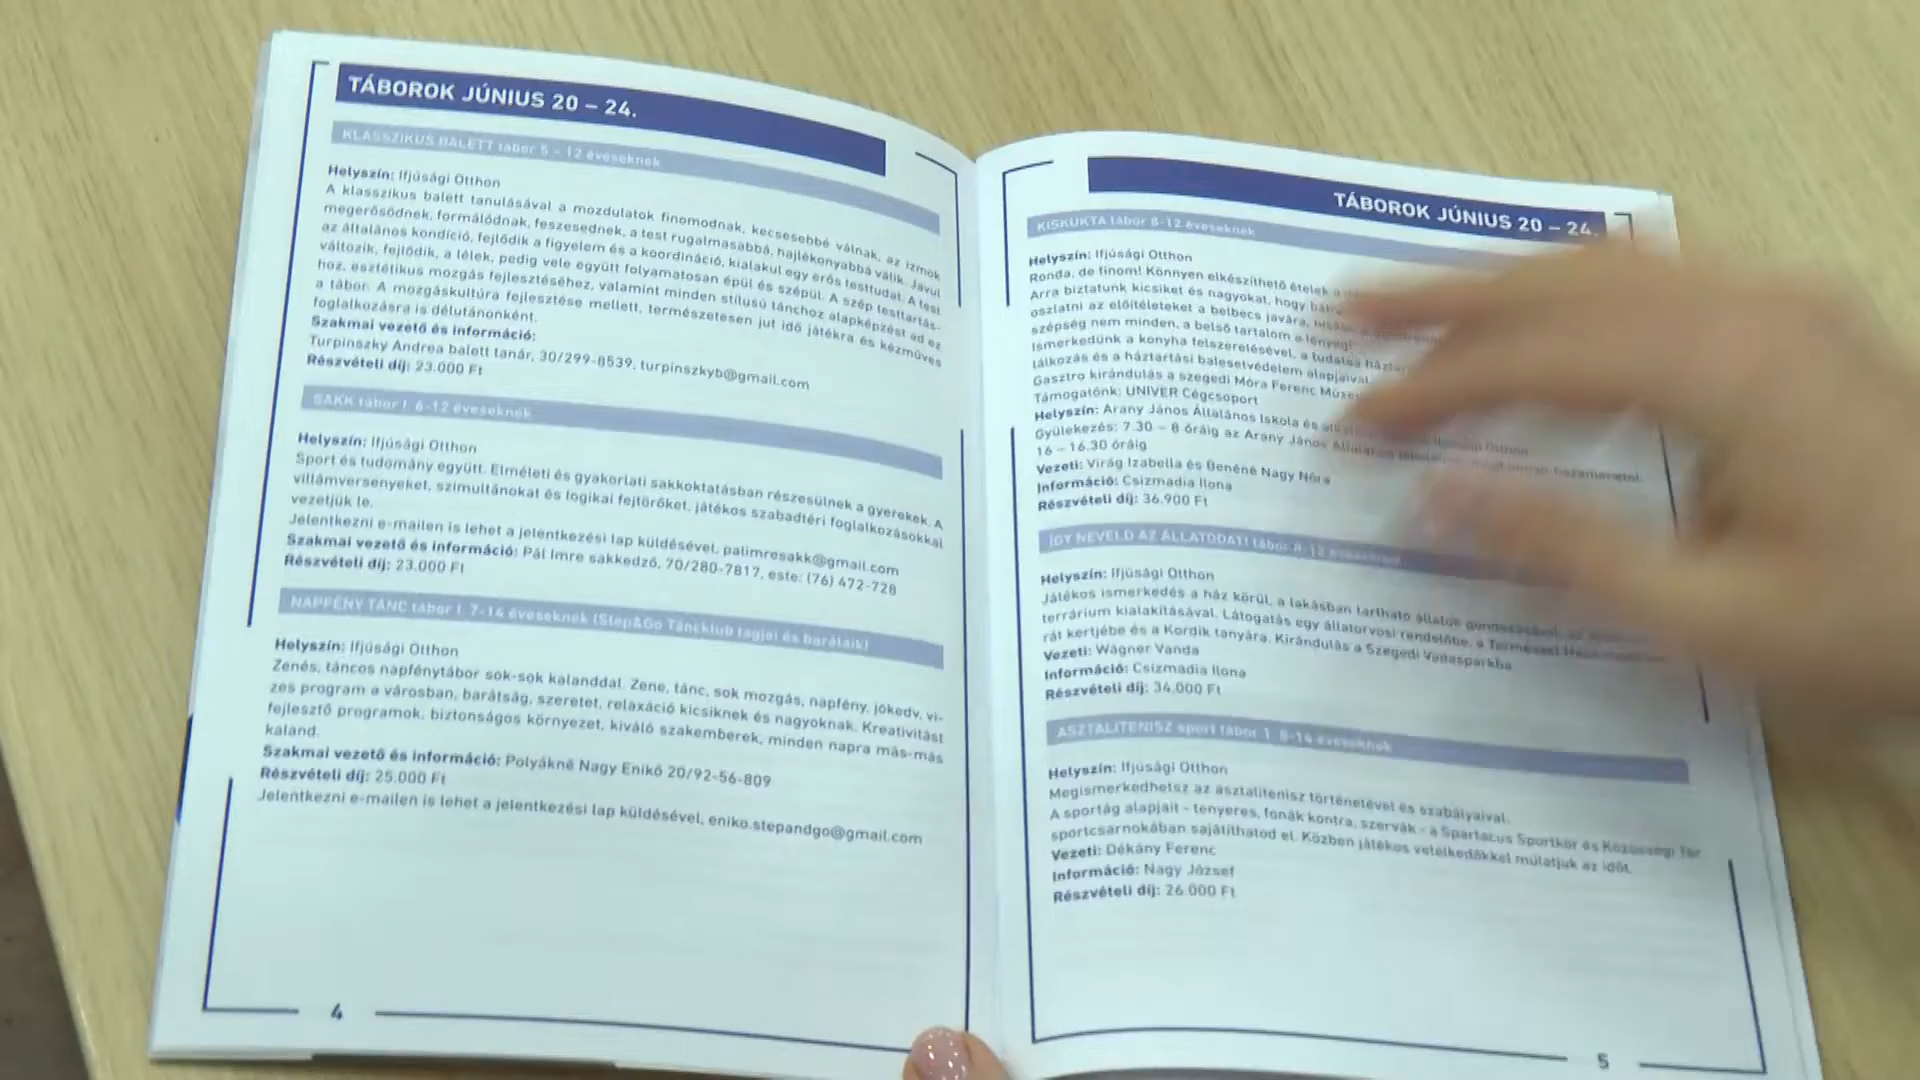 TÁBOROK JÚNIUS 20 – 24.
KLASSZIKUS BALETT tábor 5 – 12 éveseknek
Helyszín: Ifjúsági Otthon
A klasszikus balett tanulásával a mozdulatok finomodnak, kecsesebbé válnak, az izmok
megerősödnek, formálódnak, feszesednek, a test rugalmasabbá, hajlékonyabbá válik. Javul
az általános kondíció, fejlődik a figyelem és a koordináció, kialakul egy erős testtudat. A test
változik, fejlődik, a lélek, pedig vele együtt folyamatosan épül és szépül. A szép testtartás-
hoz, esztétikus mozgás fejlesztéséhez, valamint minden stílusú tánchoz alapképzést ad ez
a tábor. A mozgáskultúra fejlesztése mellett, természetesen jut idő játékra és kézműves
foglalkozásra is délutánonként.
Szakmai vezető és információ:
Turpinszky Andrea balett tanár, 30/299-8539, turpinszkyb@gmail.com
Részvételi díj: 23.000 Ft
SAKK tábor I. 6-12 éveseknek
Helyszín: Ifjúsági Otthon
Sport és tudomány együtt. Elméleti és gyakorlati sakkoktatásban részesülnek a gyerekek. A
villámversenyeket, szimultánokat és logikai fejtörőket, játékos szabadtéri foglalkozásokkal
vezetjük le.
Jelentkezni e-mailen is lehet a jelentkezési lap küldésével, palimresakk@gmail.com
Szakmai vezető és információ: Pál Imre sakkedző, 70/280-7817, este: (76) 472-728
Részvételi díj: 23.000 Ft
NAPFÉNY TÁNC tábor I. 7-14 éveseknek (Step&Go Táncklub tagjai és barátaik)
Helyszín: Ifjúsági Otthon
Zenés, táncos napfénytábor sok-sok kalanddal. Zene, tánc, sok mozgás, napfény, jókedv, vi-
zes program a városban, barátság, szeretet, relaxáció kicsiknek és nagyoknak. Kreativitást
fejlesztő programok, biztonságos környezet, kiváló szakemberek, minden napra más-más
kaland.
Szakmai vezető és információ: Polyákné Nagy Enikő 20/92-56-809
Részvételi díj: 25.000 Ft
Jelentkezni e-mailen is lehet a jelentkezési lap küldésével, eniko.stepandgo@gmail.com
4
TÁBOROK JÚNIUS 20 – 24.
KISKUKTA tábor 8-12 éveseknek
Helyszín: Ifjúsági Otthon
Ronda, de finom! Könnyen elkészíthető ételek
Arra biztatunk kicsiket és nagyokat, hogy
oszlatni az előítéleteket a belbecs javára,
szépség nem minden, a belső tartalom a lényeg!
Ismerkedünk a konyha felszerelésével, a tudatos
lálkozás és a háztartási balesetvédelem alapjaival.
Gasztro kirándulás a szegedi Móra Ferenc
Támogatónk: UNIVER Cégcsoport
Helyszín: Arany János Általános Iskola és
Gyülekezés: 7.30 – 8 óráig az Arany János
16 – 16.30 óráig
Vezeti: Virág Izabella és Benéné Nagy Nóra
Információ: Csizmadia Ilona
Részvételi díj: 36.900 Ft
ÍGY NEVELD AZ ÁLLATODAT! tábor 8-12 éveseknek
Helyszín: Ifjúsági Otthon
Játékos ismerkedés a ház körül, a lakásban tartható állatok gondozásával,
terrárium kialakításával. Látogatás egy állatorvosi rendelőbe, a Természet
rát kertjébe és a Kordik tanyára. Kirándulás a Szegedi Vadasparkba
Vezeti: Wágner Vanda
Információ: Csizmadia Ilona
Részvételi díj: 34.000 Ft
ASZTALITENISZ sport tábor I. 8-14 éveseknek
Helyszín: Ifjúsági Otthon
Megismerkedhetsz az asztalitenisz történetével és szabályaival.
A sportág alapjait - tenyeres, fonák kontra, szervák - a Spartacus Sportkör és Közösségi Tér
sportcsarnokában sajátíthatod el. Közben játékos vetélkedőkkel múlatjuk az időt.
Vezeti: Dékány Ferenc
Információ: Nagy József
Részvételi díj: 26.000 Ft
5